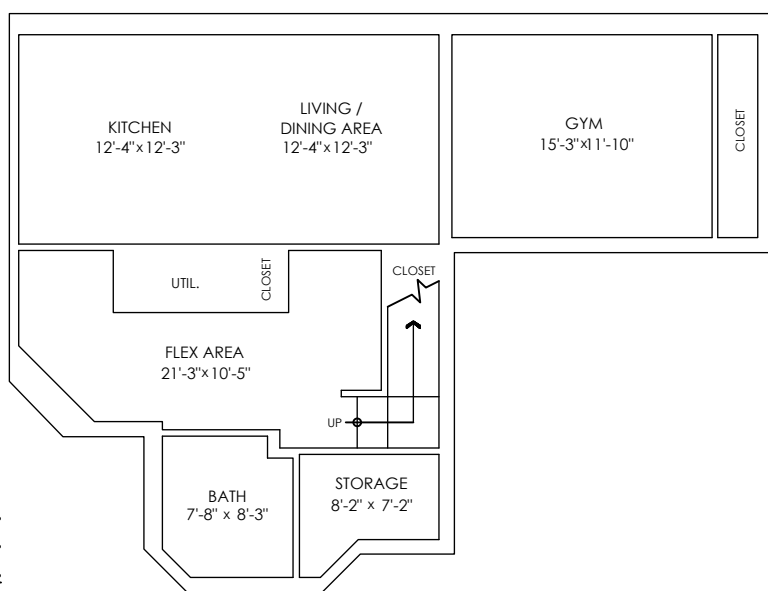 KITCHEN
12'-4"x12'-3"
LIVING /
DINING AREA
12'-4"x12'-3"
GYM
15'-3"x11'-10"
CLOSET
UTIL.
CLOSET
CLOSET
FLEX AREA
21'-3"x10'-5"
UP
BATH
7'-8" x 8'-3"
STORAGE
8'-2" x 7'-2"